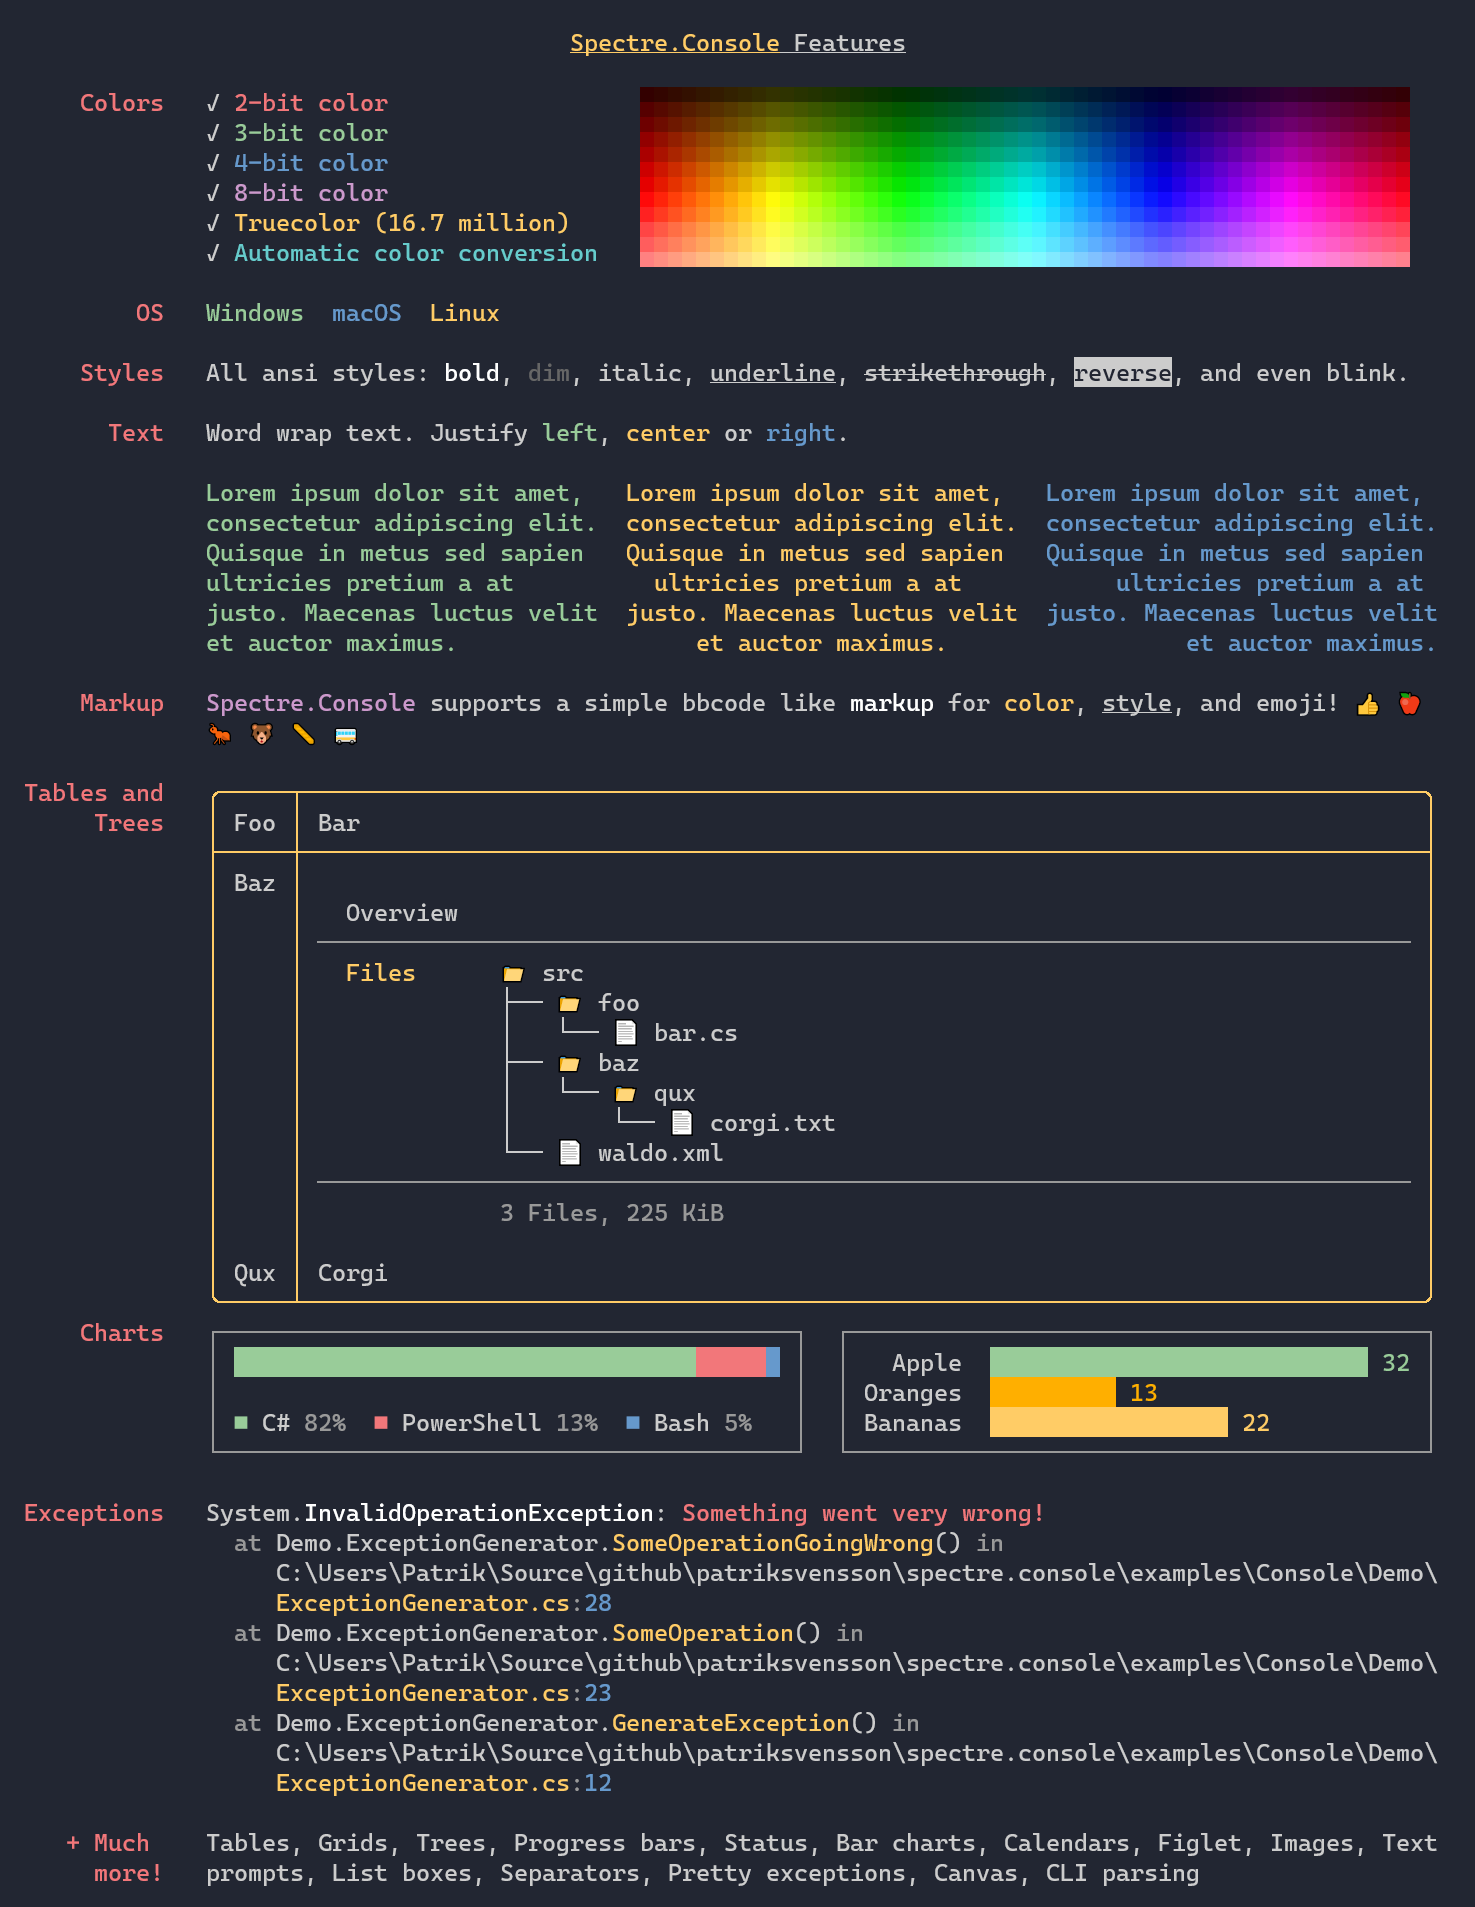 Spectre.Console Features
Colors √ 2-bit color
√ 3-bit color
√ 4-bit color
√ 8-bit color
√ Truecolor (16.7 million)
√ Automatic color conversion
OS Windows macOS Linux
Styles All ansi styles: bold, dim, italic, underline, strikethrough, reverse, and even blink.
Text Word wrap text. Justify left, center or right.
Lorem ipsum dolor sit amet,
consectetur adipiscing elit.
Quisque in metus sed sapien
ultricies pretium a at
justo. Maecenas luctus velit
et auctor maximus.
Lorem ipsum dolor sit amet,
consectetur adipiscing elit.
Quisque in metus sed sapien
ultricies pretium a at
justo. Maecenas luctus velit
et auctor maximus.
Lorem ipsum dolor sit amet,
consectetur adipiscing elit.
Quisque in metus sed sapien
ultricies pretium a at
justo. Maecenas luctus velit
et auctor maximus.
Markup Spectre.Console supports a simple bbcode like markup for color, style, and emoji! 👍 🍎
🐜 🐻 📏 🚌
Tables and
Trees
Foo Bar
Baz
Overview
Files 📁 src
📁 foo
📄 bar.cs
📁 baz
📁 qux
📄 corgi.txt
📄 waldo.xml
3 Files, 225 KiB
Qux Corgi
Charts
C# 82% PowerShell 13% Bash 5%
Apple 32
Oranges 13
Bananas 22
Exceptions System.InvalidOperationException: Something went very wrong!
at Demo.ExceptionGenerator.SomeOperationGoingWrong() in
C:\Users\Patrik\Source\github\patriksvensson\spectre.console\examples\Console\Demo\
ExceptionGenerator.cs:28
at Demo.ExceptionGenerator.SomeOperation() in
C:\Users\Patrik\Source\github\patriksvensson\spectre.console\examples\Console\Demo\
ExceptionGenerator.cs:23
at Demo.ExceptionGenerator.GenerateException() in
C:\Users\Patrik\Source\github\patriksvensson\spectre.console\examples\Console\Demo\
ExceptionGenerator.cs:12
+ Much
more!
Tables, Grids, Trees, Progress bars, Status, Bar charts, Calendars, Figlet, Images, Text
prompts, List boxes, Separators, Pretty exceptions, Canvas, CLI parsing